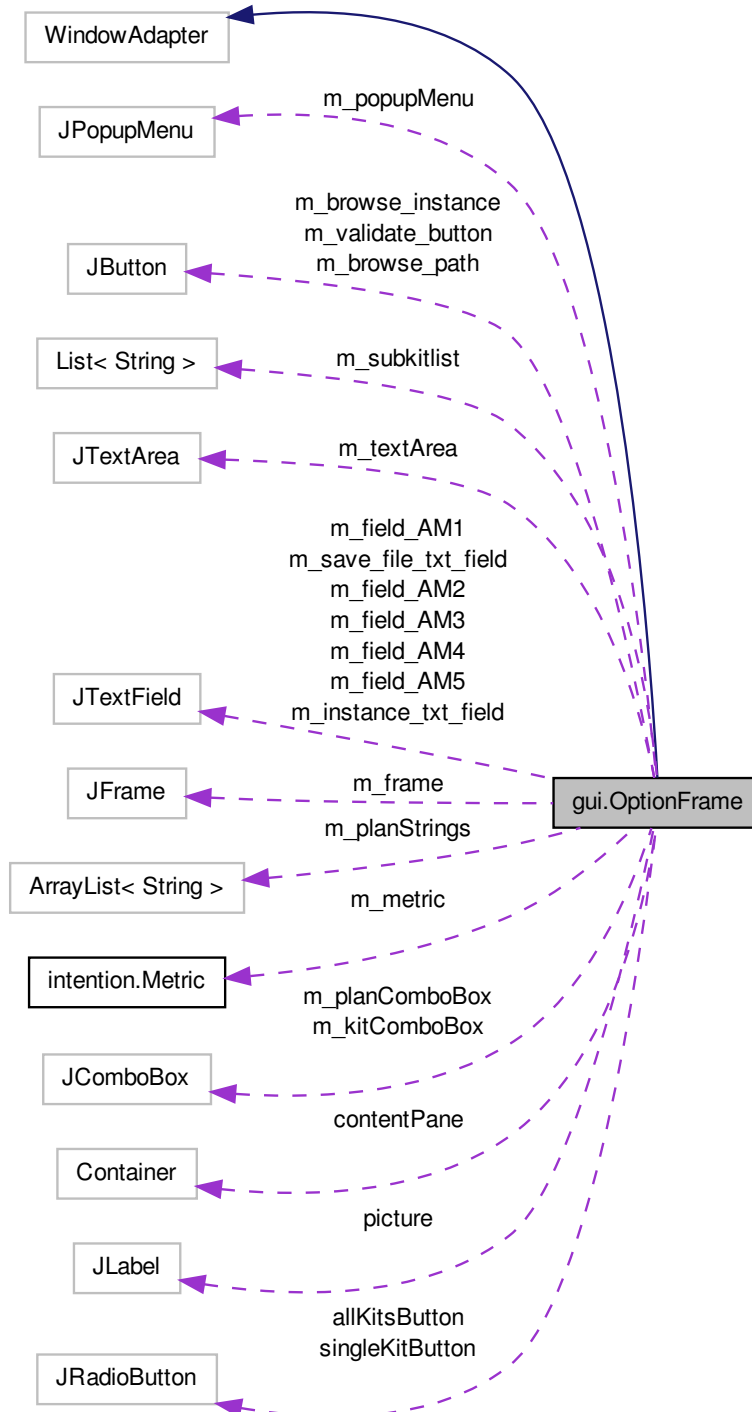 WindowAdapter
m_popupMenu
JPopupMenu
m_browse_instance
m_validate_button
m_browse_path
JButton
m_subkitlist
List< String >
m_textArea
JTextArea
m_field_AM1
m_save_file_txt_field
m_field_AM2
m_field_AM3
m_field_AM4
m_field_AM5
m_instance_txt_field
JTextField
m_frame
JFrame
gui.OptionFrame
m_planStrings
ArrayList< String >
m_metric
intention.Metric
m_planComboBox
m_kitComboBox
JComboBox
contentPane
Container
picture
JLabel
allKitsButton
singleKitButton
JRadioButton